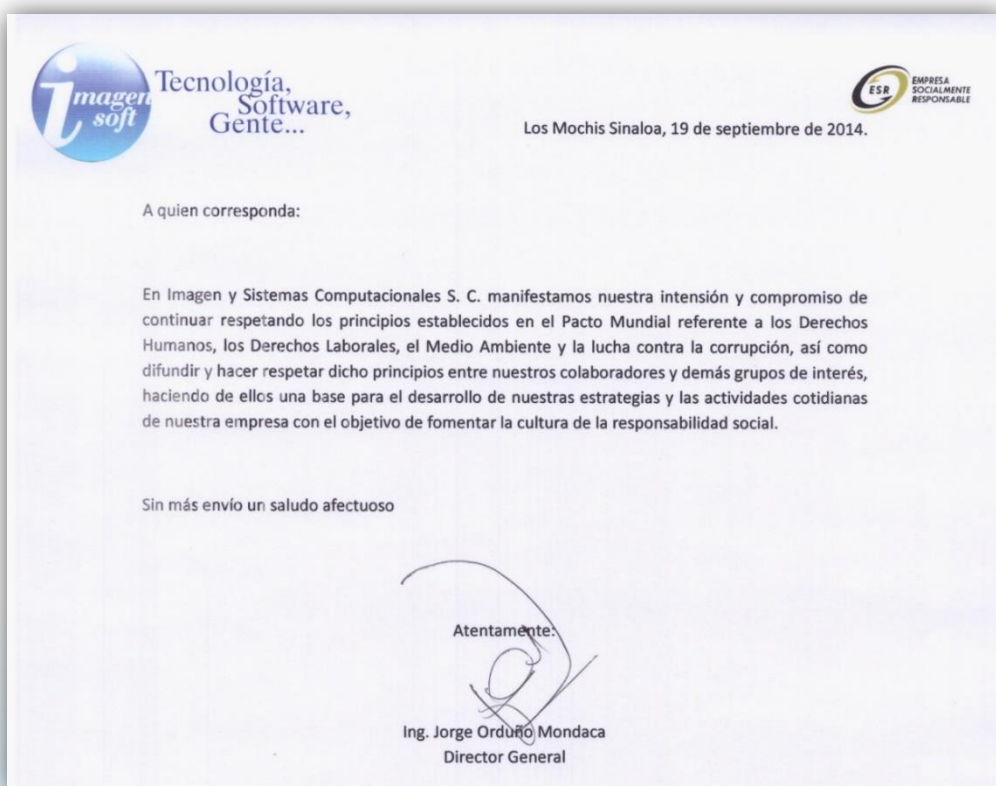 imagen
soft
Tecnología,
Software,
Gente...
ESR
EMPRESA
SOCIALMENTE
RESPONSABLE
Los Mochis Sinaloa, 19 de septiembre de 2014.
A quien corresponda:
En Imagen y Sistemas Computacionales S. C. manifestamos nuestra intensión y compromiso de
continuar respetando los principios establecidos en el Pacto Mundial referente a los Derechos
Humanos, los Derechos Laborales, el Medio Ambiente y la lucha contra la corrupción, así como
difundir y hacer respetar dicho principios entre nuestros colaboradores y demás grupos de interés,
haciendo de ellos una base para el desarrollo de nuestras estrategias y las actividades cotidianas
de nuestra empresa con el objetivo de fomentar la cultura de la responsabilidad social.
Sin más envío un saludo afectuoso
Atentamente:
Ing. Jorge Orduño Mondaca
Director General